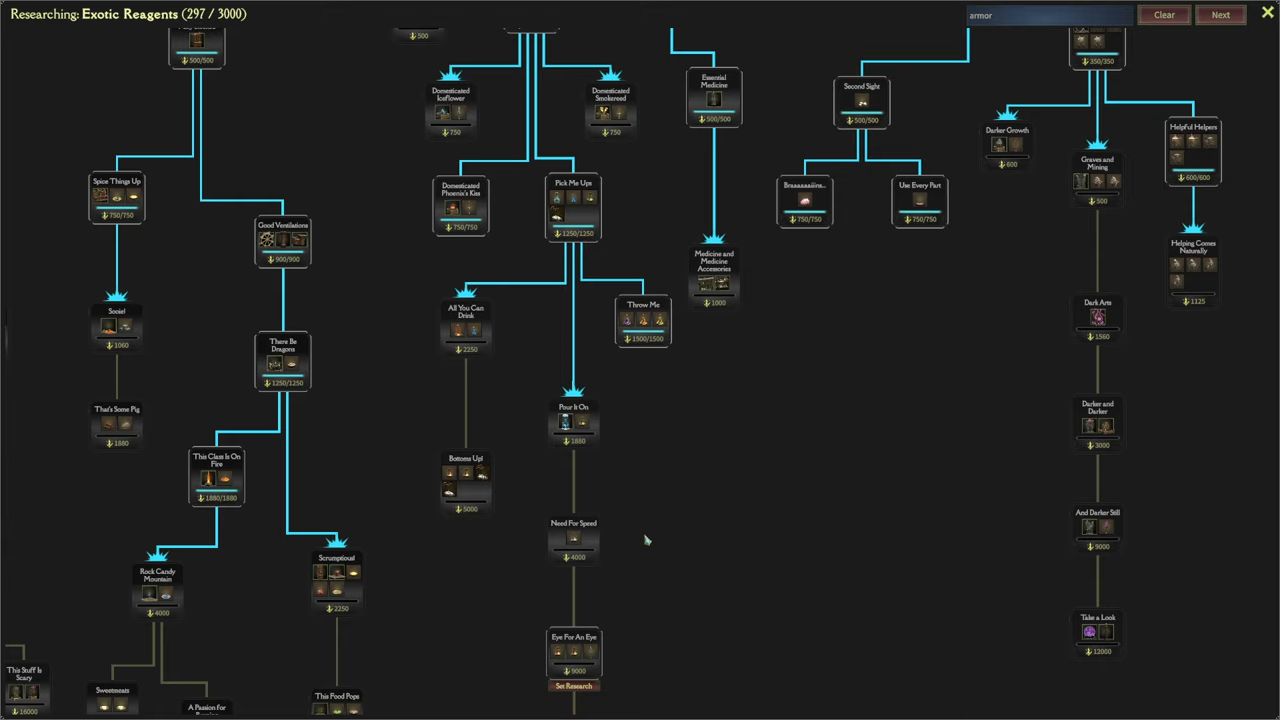 Researching: Exotic Reagents (297 / 3000)
armor
Clear
Next
500
500/500
350/350
Domesticated
Iceflower
750
Domesticated
Smokereed
750
Essential
Medicine
500/500
Second Sight
500/500
Darker Growth
600
Helpful Helpers
600/600
Graves and
Mining
500
Spice Things Up
750/750
Domesticated
Phoenix's Kiss
750/750
Pick Me Ups
1250/1250
Braaaaaiiins...
750/750
Use Every Part
750/750
Good Ventilations
900/900
Medicine and
Medicine
Accessories
1000
Helping Comes
Naturally
1125
Sooie!
1060
All You Can
Drink
2250
Throw Me
1500/1500
Dark Arts
1560
There Be
Dragons
1250/1250
That's Some Pig
1880
Pour It On
1880
Darker and
Darker
3000
This Glass Is On
Fire
1880/1880
Bottoms Up!
5000
Need For Speed
4000
And Darker Still
9000
Rock Candy
Mountain
4000
Scrumptious!
2250
Eye For An Eye
9000
Set Research
Take a Look
12000
This Stuff Is
Scary
16000
Sweetmeats
A Passion for
This Food Pops